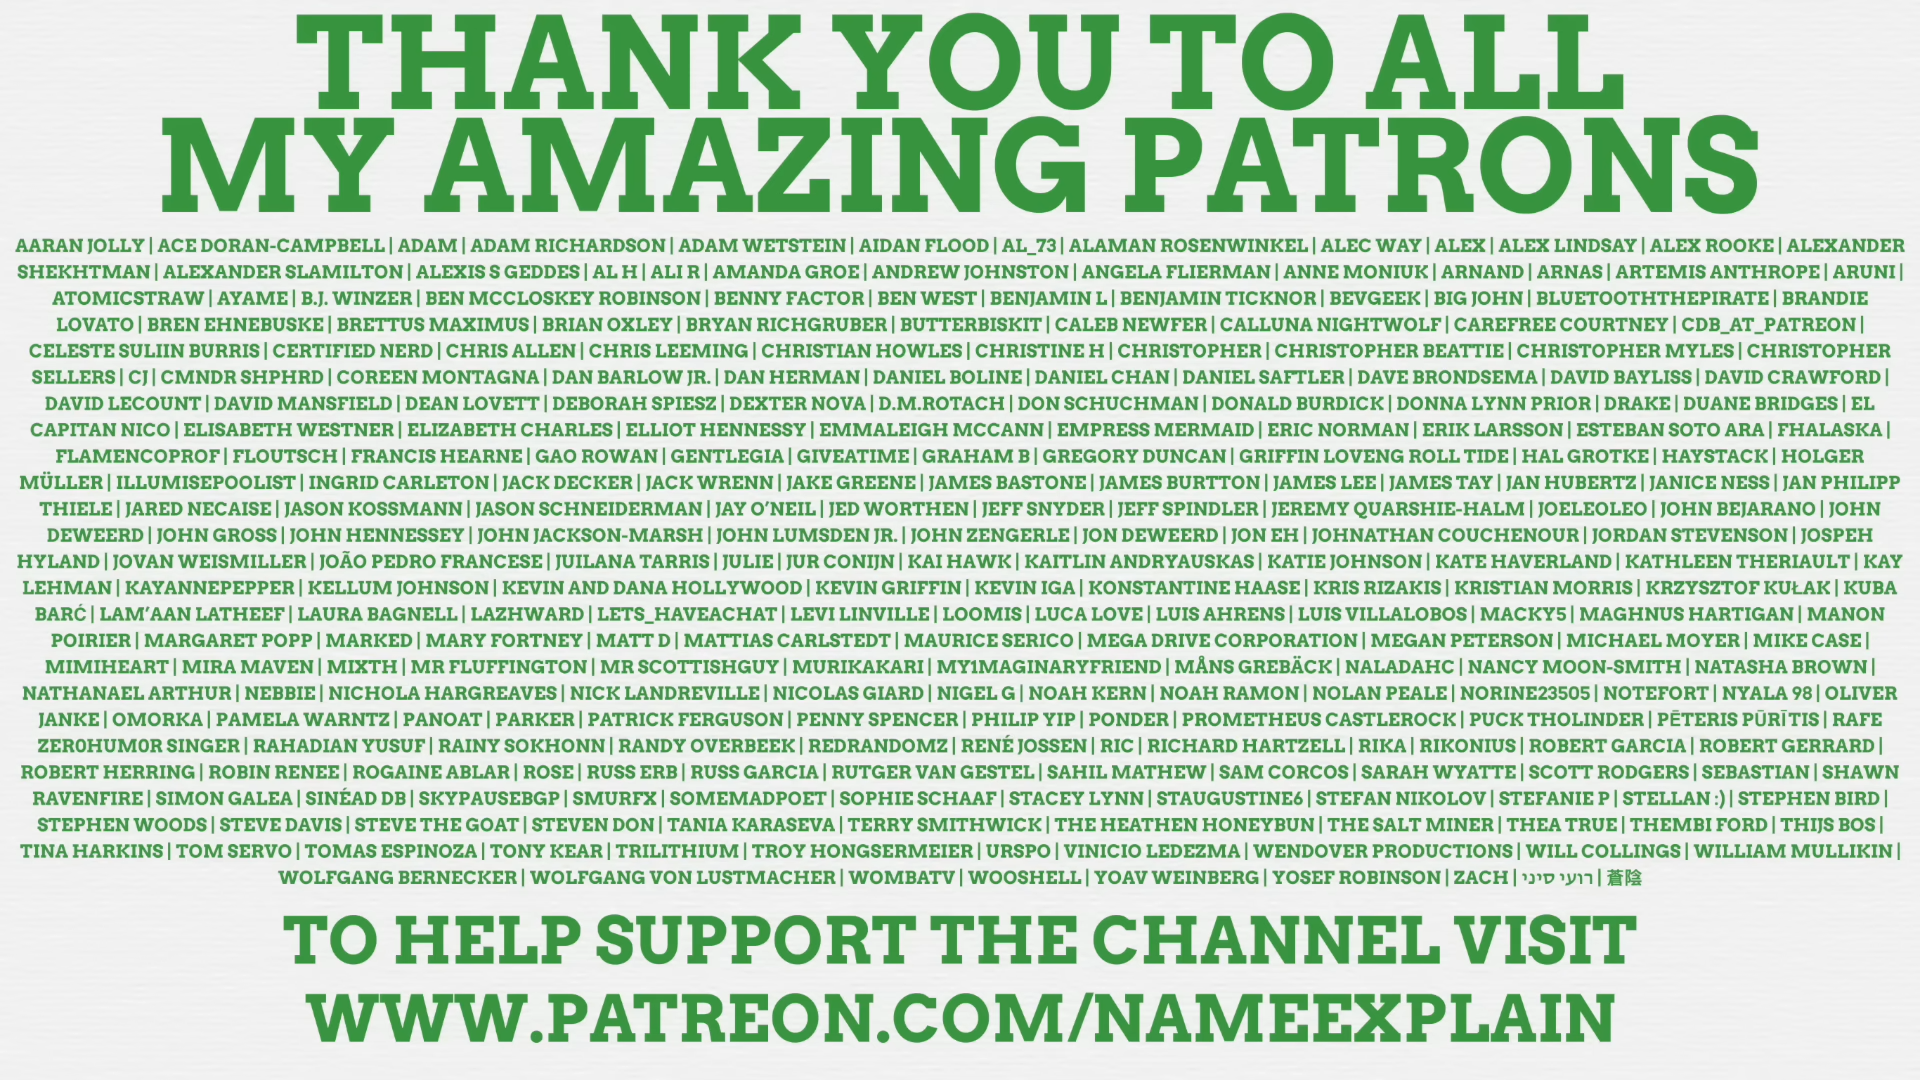 THANK YOU TO ALL
MY AMAZING PATRONS
AARAN JOLLY | ACE DORAN-CAMPBELL | ADAM | ADAM RICHARDSON | ADAM WETSTEIN | AIDAN FLOOD | AL_73 | ALAMAN ROSENWINKEL | ALEC WAY | ALEX | ALEX LINDSAY | ALEX ROOKE | ALEXANDER
SHEKHTMAN | ALEXANDER SLAMILTON | ALEXIS S GEDDES | AL H | ALI R | AMANDA GROE | ANDREW JOHNSTON | ANGELA FLIERMAN | ANNE MONIUK | ARNAND | ARNAS | ARTEMIS ANTHROPE | ARUNI |
ATOMICSTRAW | AYAME | B.J. WINZER | BEN MCCLOSKEY ROBINSON | BENNY FACTOR | BEN WEST | BENJAMIN L | BENJAMIN TICKNOR | BEVGEEK | BIG JOHN | BLUETOOTHTHEPIRATE | BRANDIE
LOVATO | BREN EHNEBUSKE | BRETTUS MAXIMUS | BRIAN OXLEY | BRYAN RICHGRUBER | BUTTERBISKIT | CALEB NEWFER | CALLUNA NIGHTWOLF | CAREFREE COURTNEY | CDB_AT_PATREON |
CELESTE SULIIN BURRIS | CERTIFIED NERD | CHRIS ALLEN | CHRIS LEEMING | CHRISTIAN HOWLES | CHRISTINE H | CHRISTOPHER | CHRISTOPHER BEATTIE | CHRISTOPHER MYLES | CHRISTOPHER
SELLERS | CJ | CMNDR SHPHRD | COREEN MONTAGNA | DAN BARLOW JR. | DAN HERMAN | DANIEL BOLINE | DANIEL CHAN | DANIEL SAFTLER | DAVE BRONDSEMA | DAVID BAYLISS | DAVID CRAWFORD |
DAVID LECOUNT | DAVID MANSFIELD | DEAN LOVETT | DEBORAH SPIESZ | DEXTER NOVA | D.M.ROTACH | DON SCHUCHMAN | DONALD BURDICK | DONNA LYNN PRIOR | DRAKE | DUANE BRIDGES | EL
CAPITAN NICO | ELISABETH WESTNER | ELIZABETH CHARLES | ELLIOT HENNESSY | EMMALEIGH MCCANN | EMPRESS MERMAID | ERIC NORMAN | ERIK LARSSON | ESTEBAN SOTO ARA | FHALASKA |
FLAMENCOPROF | FLOUTSCH | FRANCIS HEARNE | GAO ROWAN | GENTLEGIA | GIVEATIME | GRAHAM B | GREGORY DUNCAN | GRIFFIN LOVENG ROLL TIDE | HAL GROTKE | HAYSTACK | HOLGER
MÜLLER | ILLUMISEPOOLIST | INGRID CARLETON | JACK DECKER | JACK WRENN | JAKE GREENE | JAMES BASTONE | JAMES BURTTON | JAMES LEE | JAMES TAY | JAN HUBERTZ | JANICE NESS | JAN PHILIPP
THIELE | JARED NECAISE | JASON KOSSMANN | JASON SCHNEIDERMAN | JAY O’NEIL | JED WORTHEN | JEFF SNYDER | JEFF SPINDLER | JEREMY QUARSHIE-HALM | JOELEOLEO | JOHN BEJARANO | JOHN
DEWEERD | JOHN GROSS | JOHN HENNESSEY | JOHN JACKSON-MARSH | JOHN LUMSDEN JR. | JOHN ZENGERLE | JON DEWEERD | JON EH | JOHNATHAN COUCHENOUR | JORDAN STEVENSON | JOSPEH
HYLAND | JOVAN WEISMILLER | JOÃO PEDRO FRANCESE | JUILANA TARRIS | JULIE | JUR CONIJN | KAI HAWK | KAITLIN ANDRYAUSKAS | KATIE JOHNSON | KATE HAVERLAND | KATHLEEN THERIAULT | KAY
LEHMAN | KAYANNEPEPPER | KELLUM JOHNSON | KEVIN AND DANA HOLLYWOOD | KEVIN GRIFFIN | KEVIN IGA | KONSTANTINE HAASE | KRIS RIZAKIS | KRISTIAN MORRIS | KRZYSZTOF KUŁAK | KUBA
BARĆ | LAM’AAN LATHEEF | LAURA BAGNELL | LAZHWARD | LETS_HAVEACHAT | LEVI LINVILLE | LOOMIS | LUCA LOVE | LUIS AHRENS | LUIS VILLALOBOS | MACKY5 | MAGHNUS HARTIGAN | MANON
POIRIER | MARGARET POPP | MARKED | MARY FORTNEY | MATT D | MATTIAS CARLSTEDT | MAURICE SERICO | MEGA DRIVE CORPORATION | MEGAN PETERSON | MICHAEL MOYER | MIKE CASE |
MIMIHEART | MIRA MAVEN | MIXTH | MR FLUFFINGTON | MR SCOTTISHGUY | MURIKAKARI | MY1MAGINARYFRIEND | MÅNS GREBÄCK | NALADAHC | NANCY MOON-SMITH | NATASHA BROWN |
NATHANAEL ARTHUR | NEBBIE | NICHOLA HARGREAVES | NICK LANDREVILLE | NICOLAS GIARD | NIGEL G | NOAH KERN | NOAH RAMON | NOLAN PEALE | NORINE23505 | NOTEFORT | NYALA 98 | OLIVER
JANKE | OMORKA | PAMELA WARNTZ | PANOAT | PARKER | PATRICK FERGUSON | PENNY SPENCER | PHILIP YIP | PONDER | PROMETHEUS CASTLEROCK | PUCK THOLINDER | PĒTERIS PŪRĪTIS | RAFE
ZER0HUM0R SINGER | RAHADIAN YUSUF | RAINY SOKHONN | RANDY OVERBEEK | REDRANDOMZ | RENÉ JOSSEN | RIC | RICHARD HARTZELL | RIKA | RIKONIUS | ROBERT GARCIA | ROBERT GERRARD |
ROBERT HERRING | ROBIN RENEE | ROGAINE ABLAR | ROSE | RUSS ERB | RUSS GARCIA | RUTGER VAN GESTEL | SAHIL MATHEW | SAM CORCOS | SARAH WYATTE | SCOTT RODGERS | SEBASTIAN | SHAWN
RAVENFIRE | SIMON GALEA | SINÉAD DB | SKYPAUSEBGP | SMURFX | SOMEMADPOET | SOPHIE SCHAAF | STACEY LYNN | STAUGUSTINE6 | STEFAN NIKOLOV | STEFANIE P | STELLAN :) | STEPHEN BIRD |
STEPHEN WOODS | STEVE DAVIS | STEVE THE GOAT | STEVEN DON | TANIA KARASEVA | TERRY SMITHWICK | THE HEATHEN HONEYBUN | THE SALT MINER | THEA TRUE | THEMBI FORD | THIJS BOS |
TINA HARKINS | TOM SERVO | TOMAS ESPINOZA | TONY KEAR | TRILITHIUM | TROY HONGSERMEIER | URSPO | VINICIO LEDEZMA | WENDOVER PRODUCTIONS | WILL COLLINGS | WILLIAM MULLIKIN |
WOLFGANG BERNECKER | WOLFGANG VON LUSTMACHER | WOMBATV | WOOSHELL | YOAV WEINBERG | YOSEF ROBINSON | ZACH | רועי סיני | 蒼陰
TO HELP SUPPORT THE CHANNEL VISIT
WWW.PATREON.COM/NAMEEXPLAIN